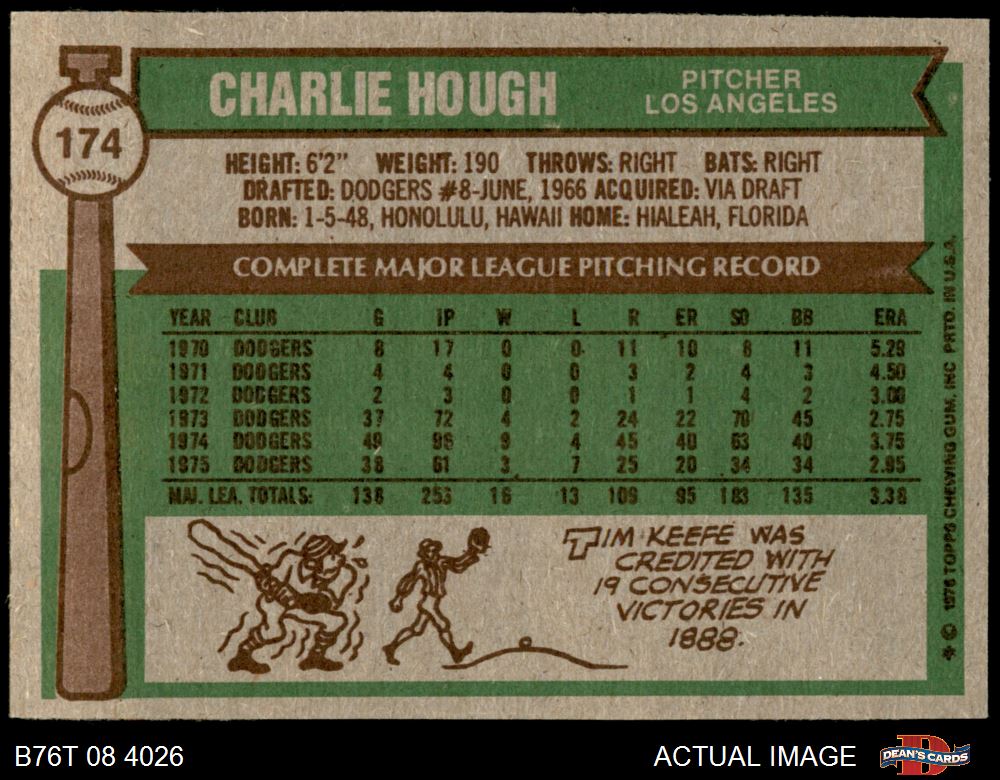 174
CHARLIE HOUGH
PITCHER
LOS ANGELES
HEIGHT: 6'2" WEIGHT: 190 THROWS: RIGHT BATS: RIGHT
DRAFTED: DODGERS #8-JUNE, 1966 ACQUIRED: VIA DRAFT
BORN: 1-5-48, HONOLULU, HAWAII HOME: HIALEAH, FLORIDA
COMPLETE MAJOR LEAGUE PITCHING RECORD
YEAR CLUB G IP W L R ER SO BB ERA
1970 DODGERS 8 17 0 0 11 10 8 11 5.29
1971 DODGERS 4 4 0 0 3 2 4 3 4.50
1972 DODGERS 2 3 0 0 1 1 4 2 3.00
1973 DODGERS 37 72 4 2 24 22 70 45 2.75
1974 DODGERS 49 96 9 4 45 40 63 40 3.75
1975 DODGERS 38 61 3 7 25 20 34 34 2.95
MAJ. LEA. TOTALS: 138 253 16 13 109 95 183 135 3.38
TIM KEEFE WAS
CREDITED WITH
19 CONSECUTIVE
VICTORIES IN
1888.
* © 1976 TOPPS CHEWING GUM, INC PRTD. IN U.S.A.
B76T 08 4026
ACTUAL IMAGE
D
DEAN'S CARDS